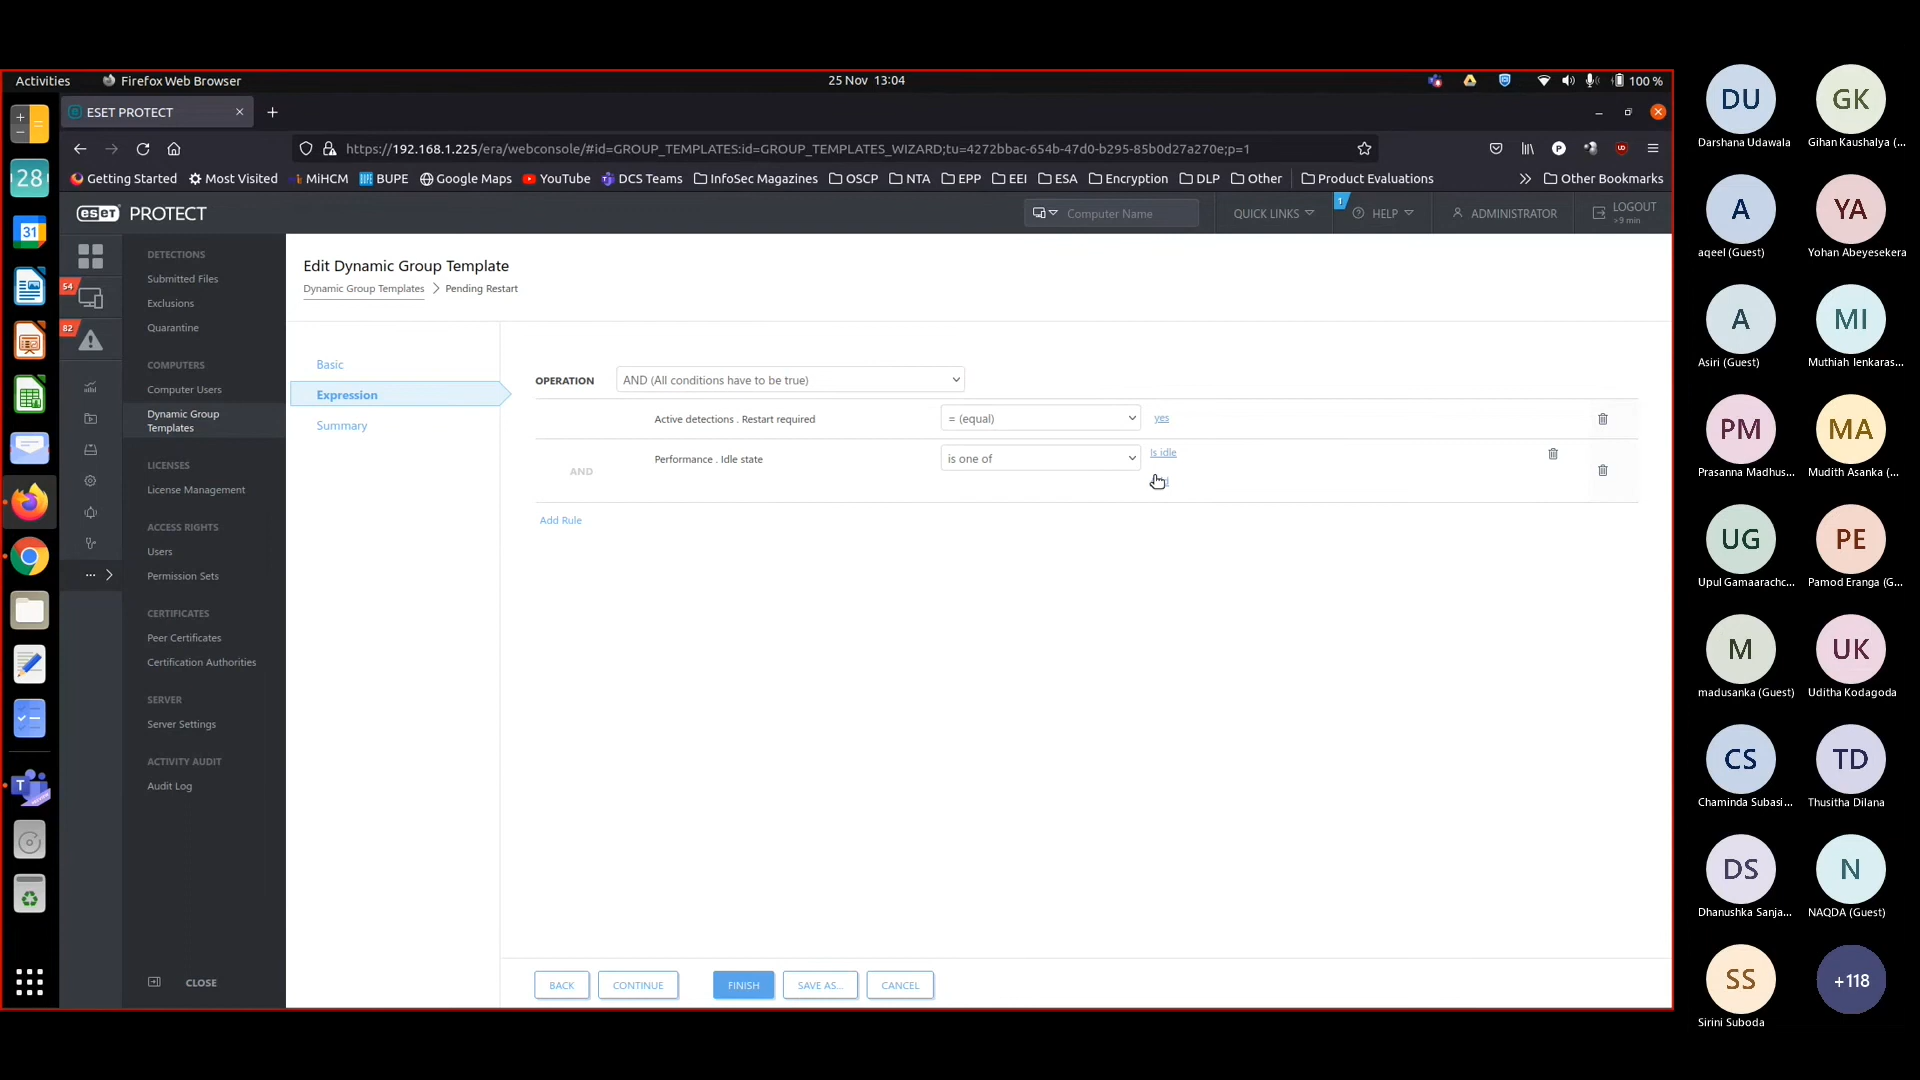 Activities
Firefox Web Browser
25 Nov 13:04
100 %
ESET PROTECT
https://192.168.1.225/era/webconsole/#id=GROUP_TEMPLATES:id=GROUP_TEMPLATES_WIZARD;tu=4272bbac-654b-47d0-b295-85b0d27a270e;p=1
Getting Started
Most Visited
MiHCM
BUPE
Google Maps
YouTube
DCS Teams
InfoSec Magazines
OSCP
NTA
EPP
EEI
ESA
Encryption
DLP
Other
Product Evaluations
Other Bookmarks
eset PROTECT
Computer Name
QUICK LINKS
1
HELP
ADMINISTRATOR
LOGOUT
>9 min
28
31
54
82
DETECTIONS
Submitted Files
Exclusions
Quarantine
COMPUTERS
Computer Users
Dynamic Group
Templates
LICENSES
License Management
ACCESS RIGHTS
Users
Permission Sets
CERTIFICATES
Peer Certificates
Certification Authorities
SERVER
Server Settings
ACTIVITY AUDIT
Audit Log
CLOSE
Edit Dynamic Group Template
Dynamic Group Templates > Pending Restart
Basic
Expression
Summary
OPERATION
AND (All conditions have to be true)
Active detections . Restart required
= (equal)
yes
AND
Performance . Idle state
is one of
Is idle
Add Rule
BACK
CONTINUE
FINISH
SAVE AS...
CANCEL
DU
Darshana Udawala
GK
Gihan Kaushalya (...
A
aqeel (Guest)
YA
Yohan Abeyesekera
A
Asiri (Guest)
MI
Muthiah Ienkaras...
PM
Prasanna Madhus...
MA
Mudith Asanka (...
UG
Upul Gamaarachc...
PE
Pamod Eranga (G...
M
madusanka (Guest)
UK
Uditha Kodagoda
CS
Chaminda Subasi...
TD
Thusitha Dilana
DS
Dhanushka Sanja...
N
NAQDA (Guest)
SS
Sirini Suboda
+118